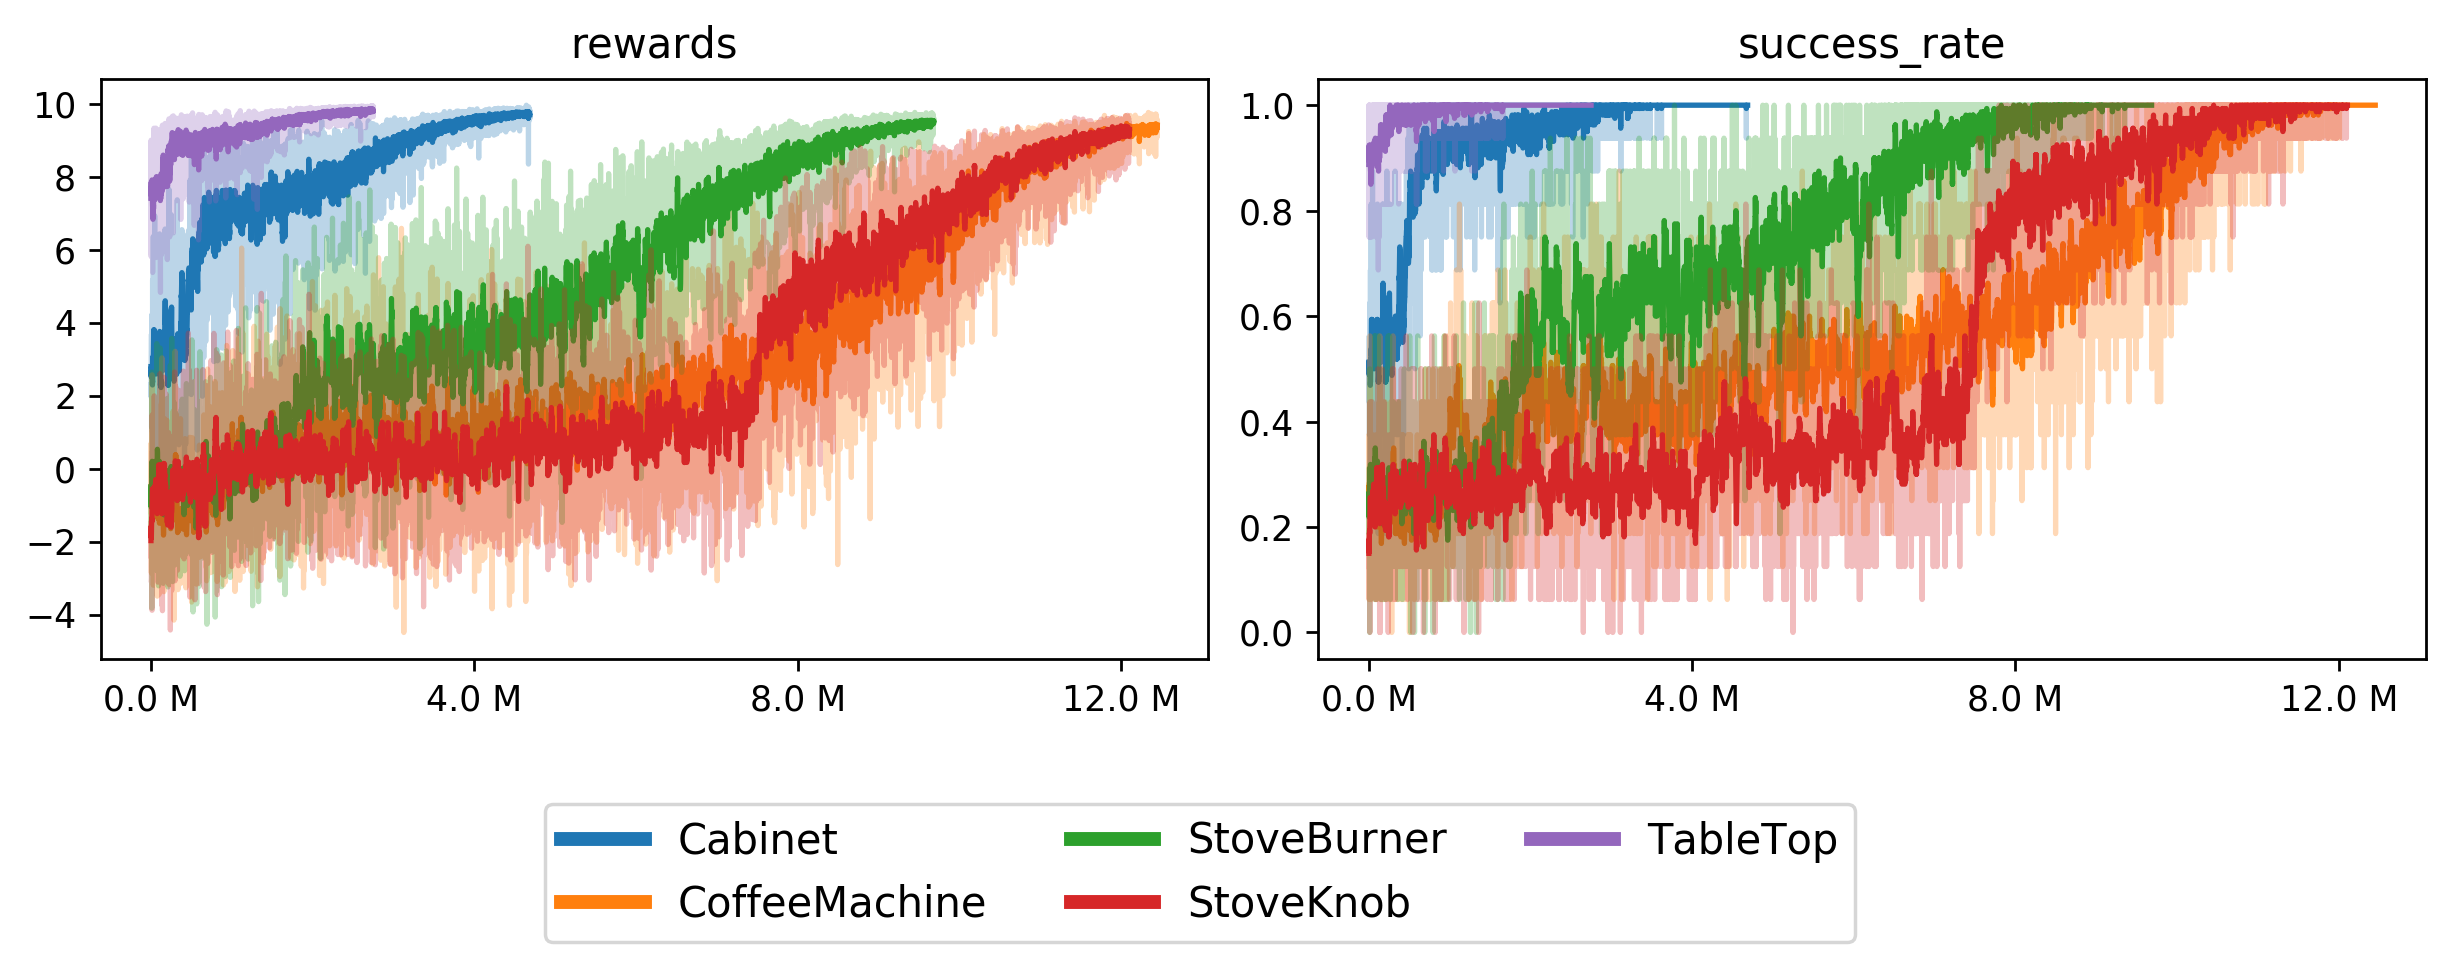 rewards
10
8
6
4
2
0
−2
−4
0.0 M 4.0 M 8.0 M 12.0 M
success_rate
1.0
0.8
0.6
0.4
0.2
0.0
0.0 M 4.0 M 8.0 M 12.0 M
Cabinet
CoffeeMachine
StoveBurner
StoveKnob
TableTop